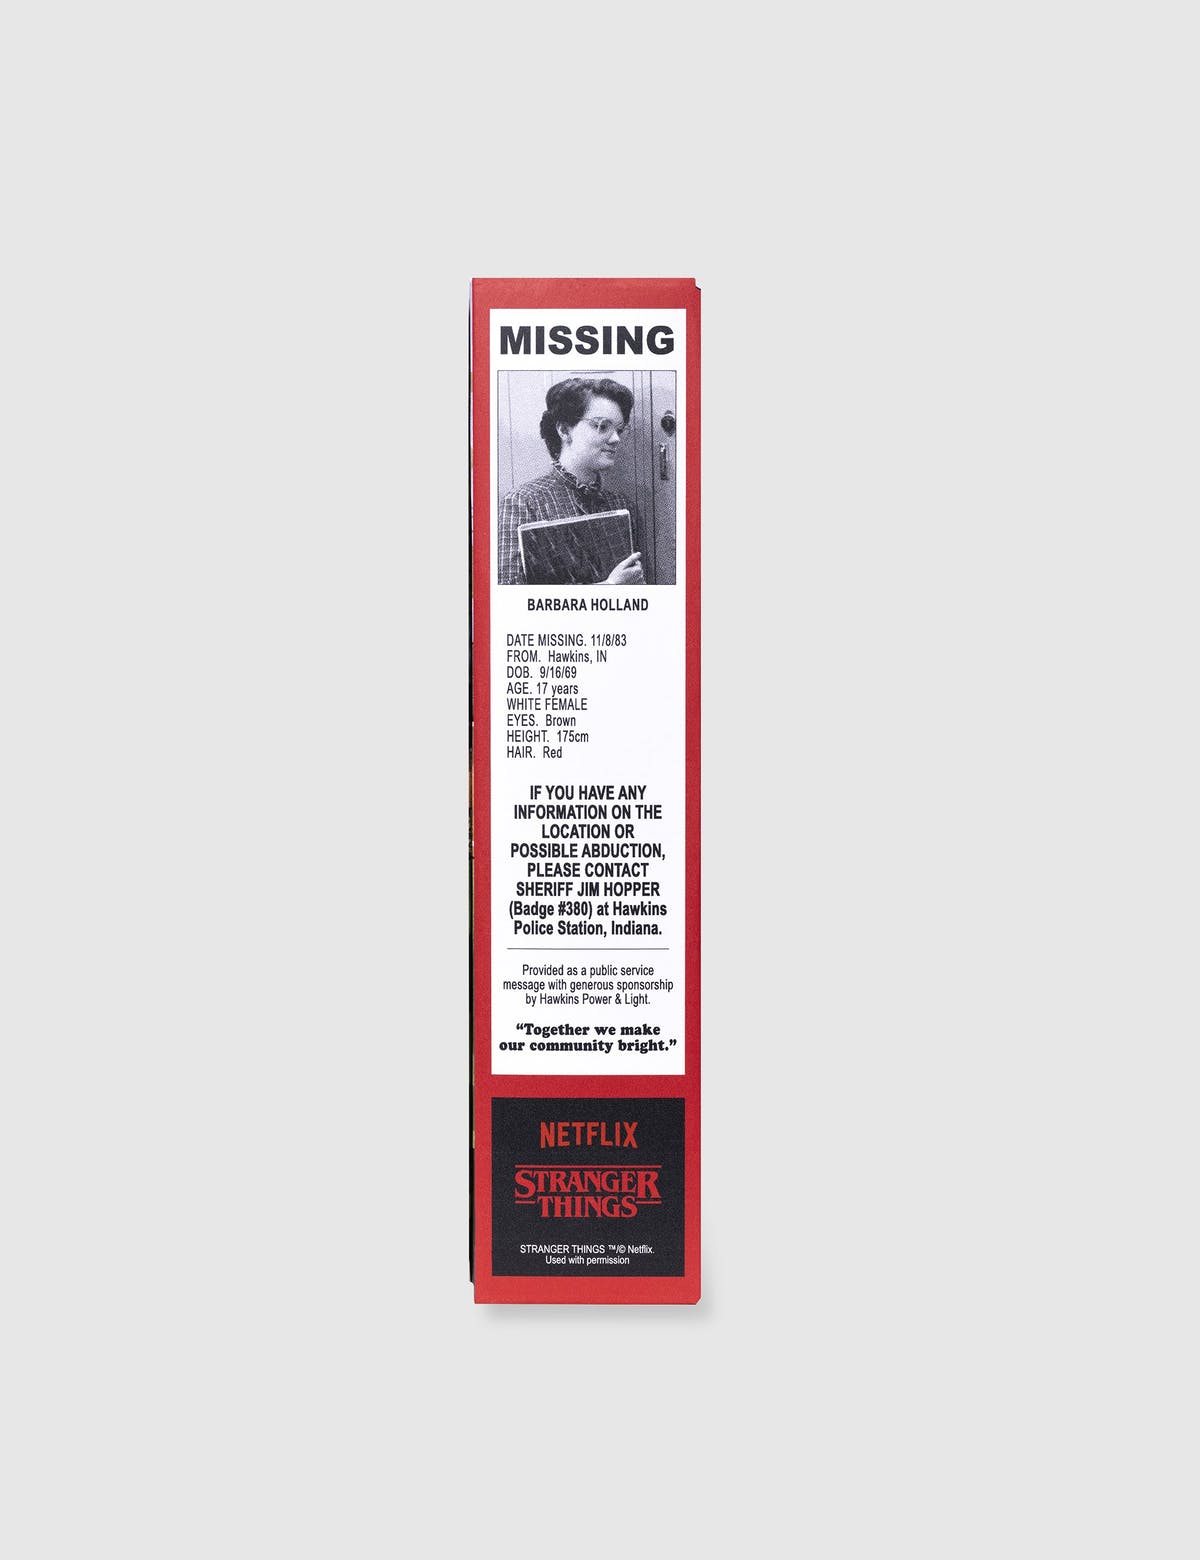 MISSING
BARBARA HOLLAND
DATE MISSING. 11/8/83
FROM. Hawkins, IN
DOB. 9/16/69
AGE. 17 years
WHITE FEMALE
EYES. Brown
HEIGHT. 175cm
HAIR. Red
IF YOU HAVE ANY
INFORMATION ON THE
LOCATION OR
POSSIBLE ABDUCTION,
PLEASE CONTACT
SHERIFF JIM HOPPER
(Badge #380) at Hawkins
Police Station, Indiana.
Provided as a public service
message with generous sponsorship
by Hawkins Power & Light.
“Together we make
our community bright.”
NETFLIX
STRANGER
THINGS
STRANGER THINGS ™/© Netflix.
Used with permission